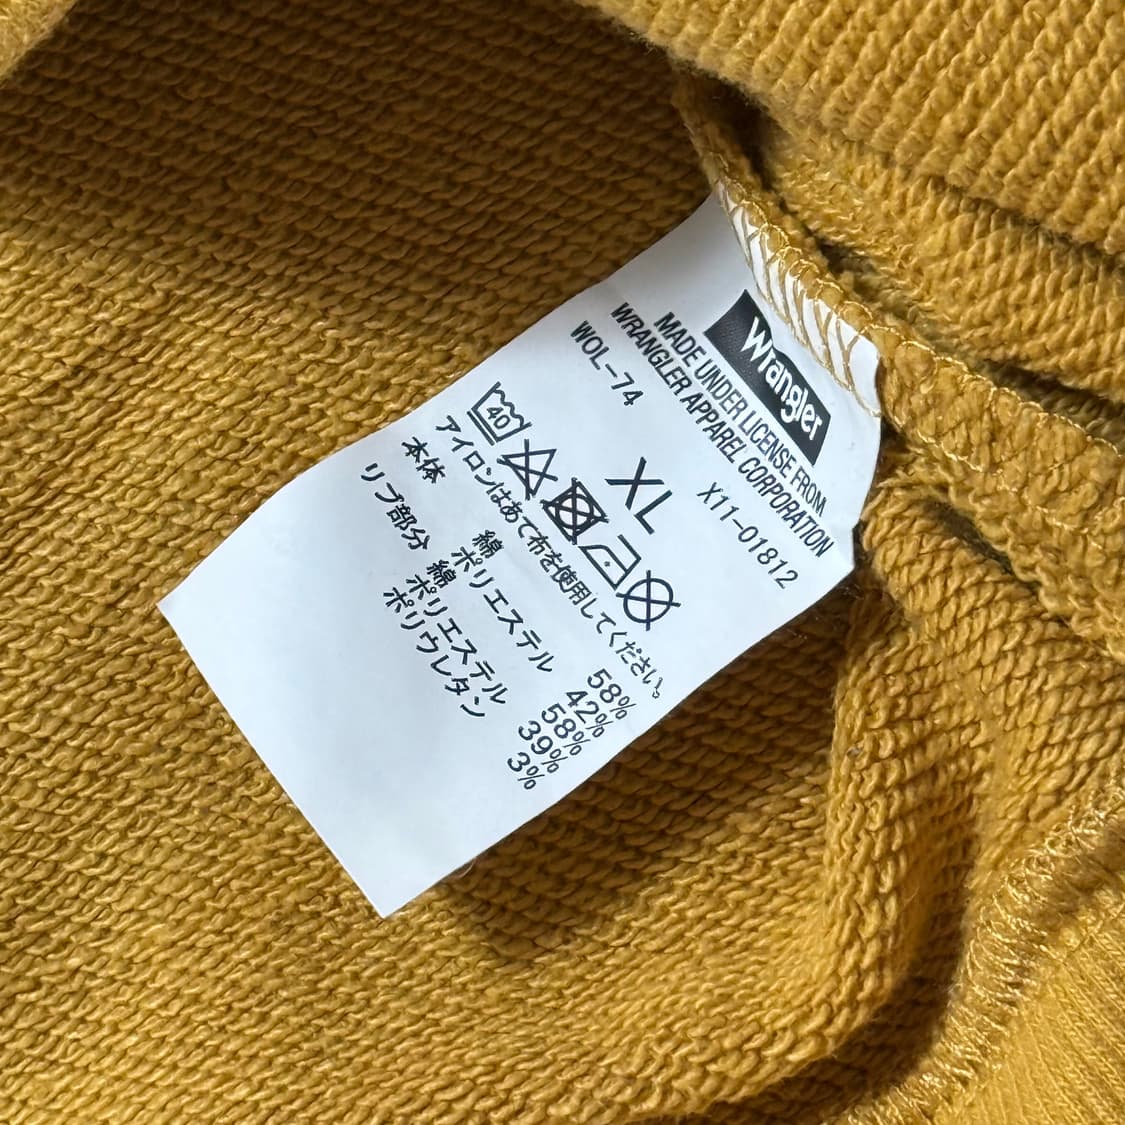 Wrangler
MADE UNDER LICENSE FROM
WRANGLER APPAREL CORPORATION
WOL-74 X11-01812
XL
40
アイロンはあて布を使用してください。
本体 綿 58%
ポリエステル 42%
リブ部分 綿 58%
ポリエステル 39%
ポリウレタン 3%